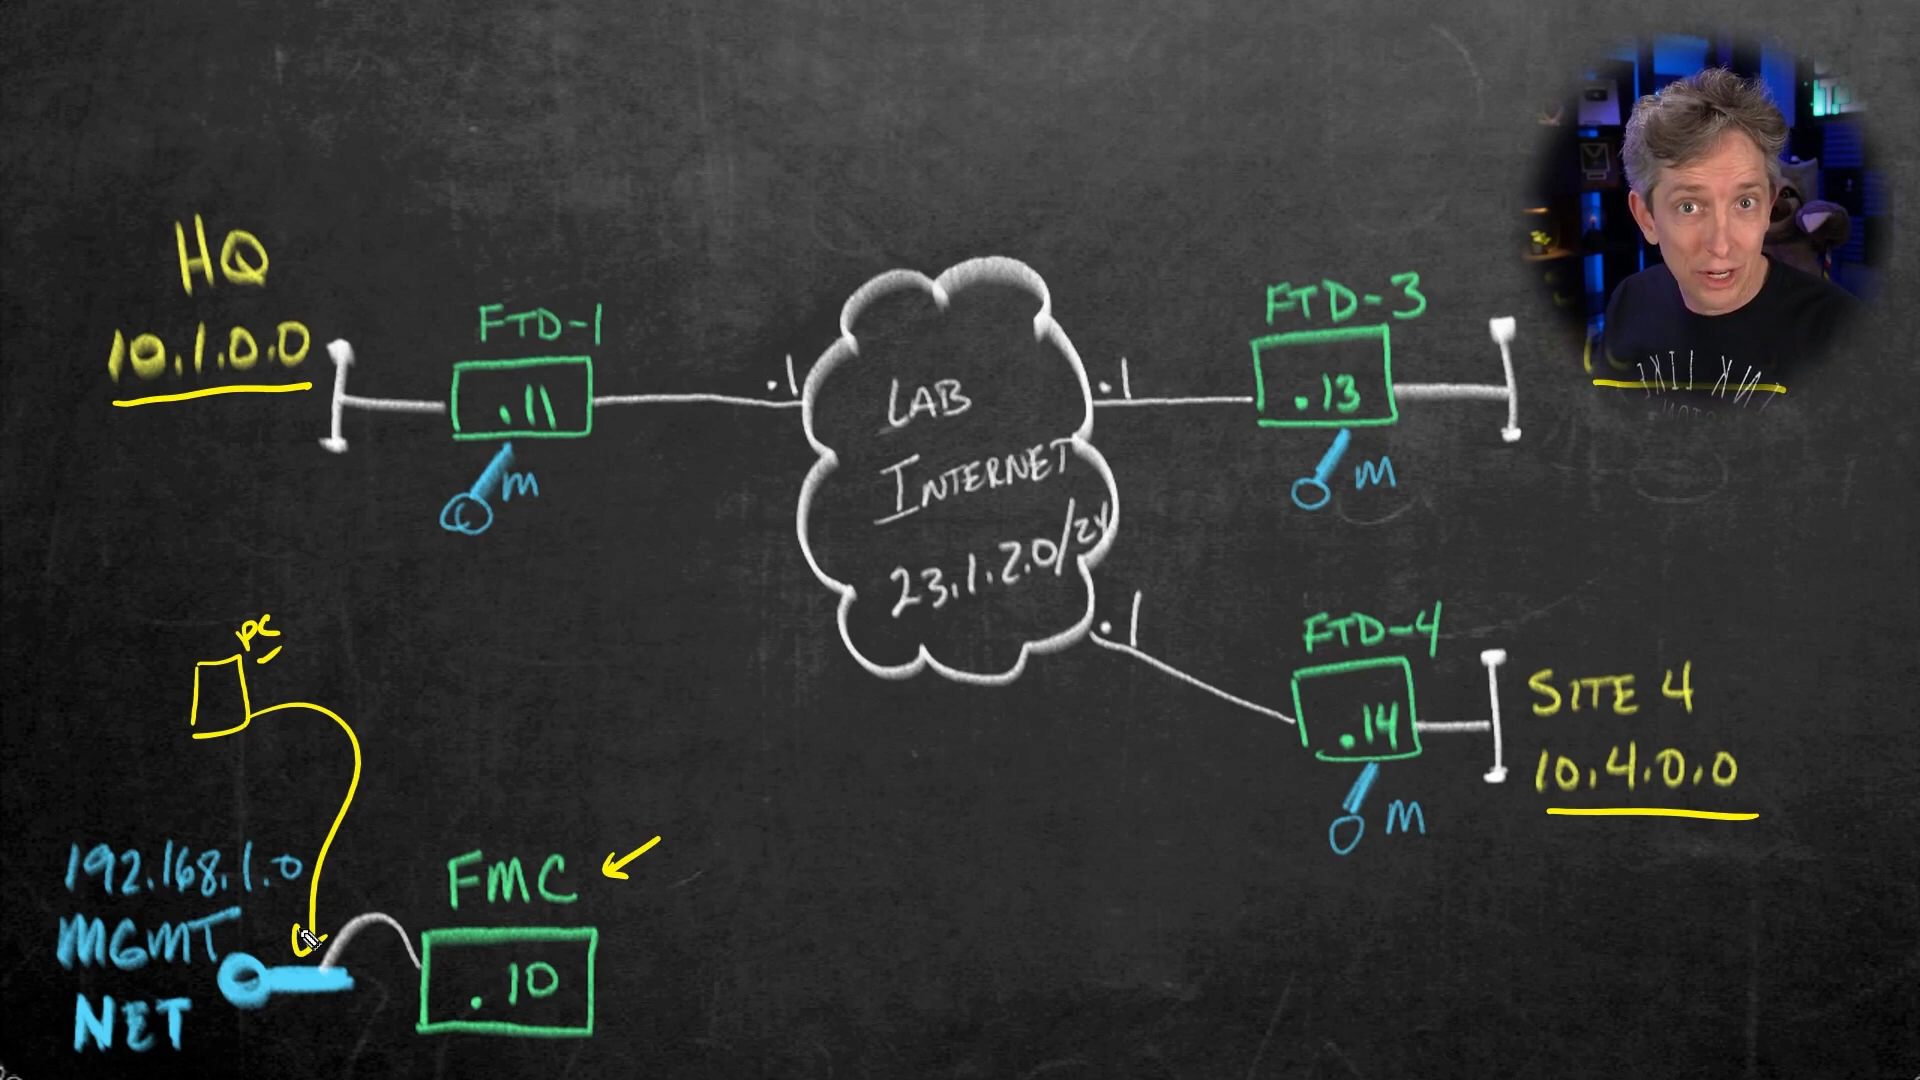 HQ
10.1.0.0
FTD-1
.11
m
.1
LAB
INTERNET
23.1.2.0/24
.1
FTD-3
.13
m
.1
FTD-4
.14
m
SITE 4
10.4.0.0
PC
192.168.1.0
MGMT
NET
FMC
.10